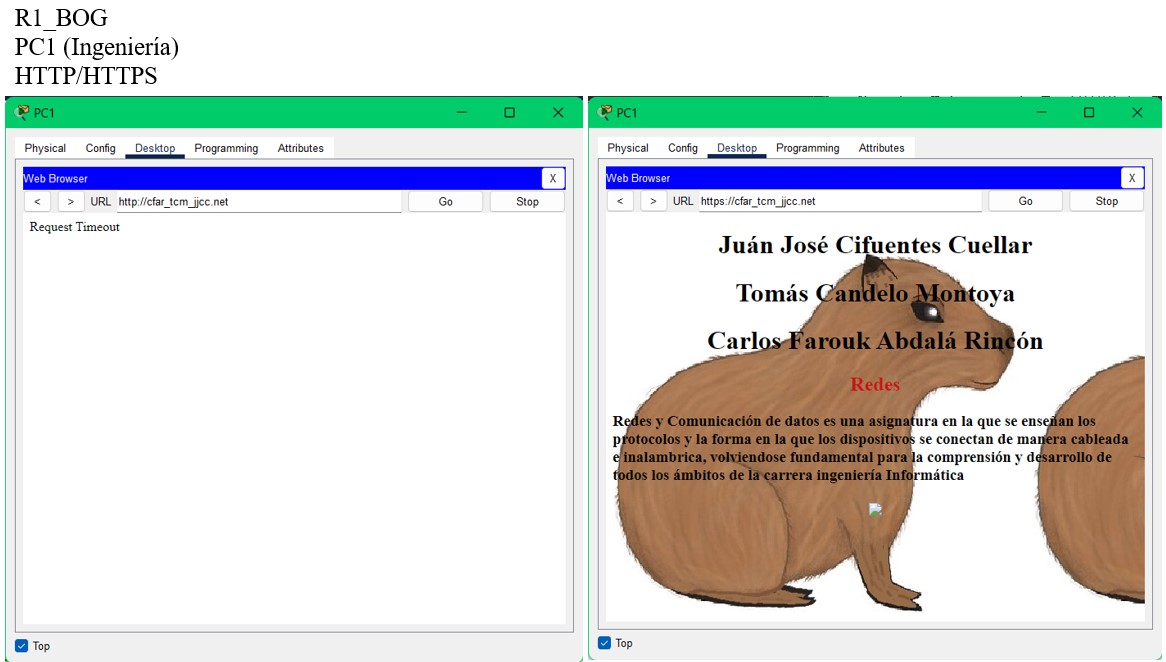 R1_BOG
PC1 (Ingeniería)
HTTP/HTTPS
PC1
Physical Config Desktop Programming Attributes
Web Browser X
< > URL http://cfar_tcm_jjcc.net Go Stop
Request Timeout
Top
PC1
Physical Config Desktop Programming Attributes
Web Browser X
< > URL https://cfar_tcm_jjcc.net Go Stop
Juán José Cifuentes Cuellar
Tomás Candelo Montoya
Carlos Farouk Abdalá Rincón
Redes
Redes y Comunicación de datos es una asignatura en la que se enseñan los
protocolos y la forma en la que los dispositivos se conectan de manera cableada
e inalambrica, volviendose fundamental para la comprensión y desarrollo de
todos los ámbitos de la carrera ingeniería Informática
Top